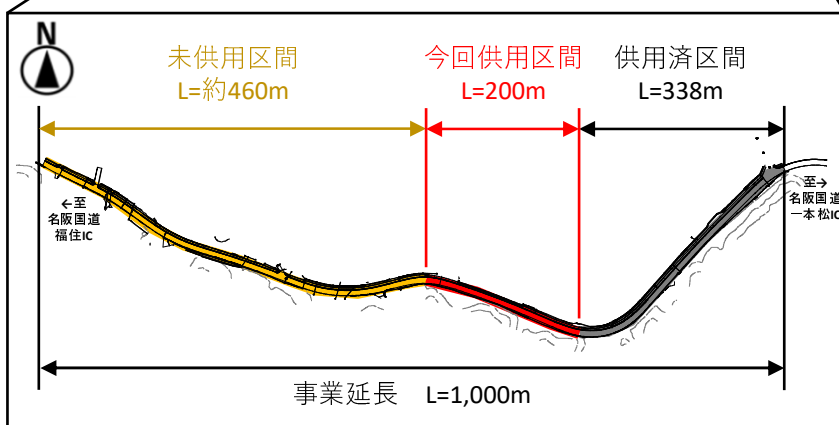 N
未供用区間
L=約460m
今回供用区間
L=200m
供用済区間
L=338m
←至
名阪国道
福住IC
至→
名阪国道
一本松IC
事業延長 L=1,000m